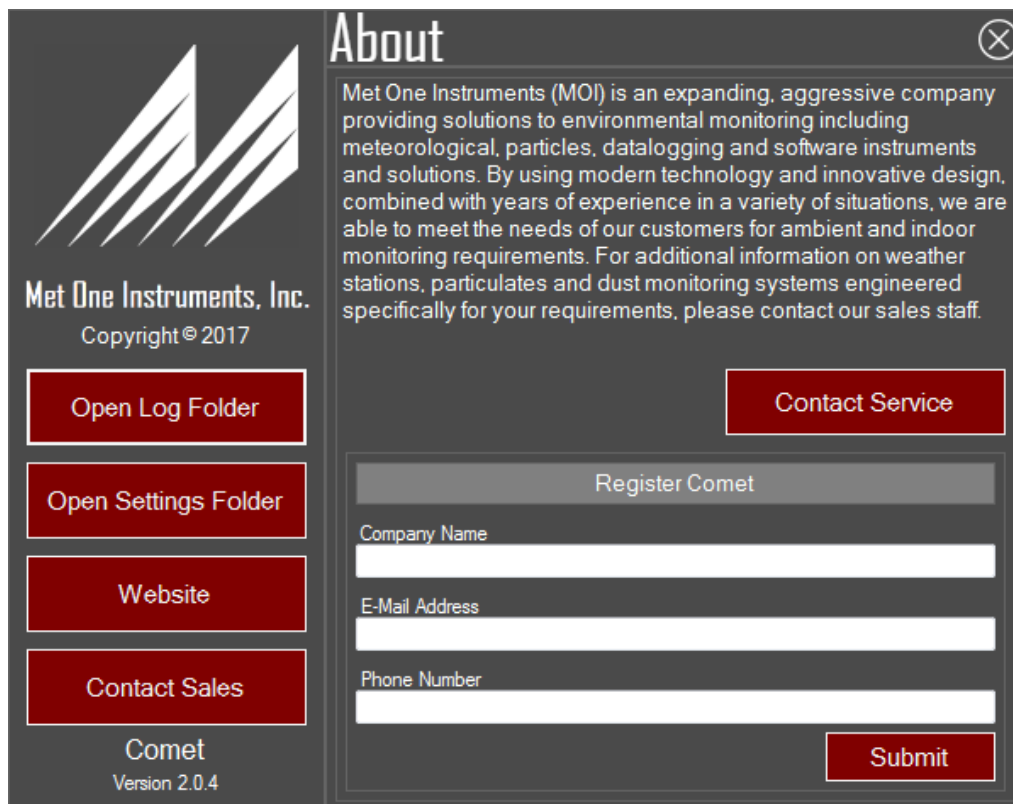 Met One Instruments, Inc.
Copyright © 2017
Open Log Folder
Open Settings Folder
Website
Contact Sales
Comet
Version 2.0.4
About
Met One Instruments (MOI) is an expanding, aggressive company
providing solutions to environmental monitoring including
meteorological, particles, datalogging and software instruments
and solutions. By using modern technology and innovative design,
combined with years of experience in a variety of situations, we are
able to meet the needs of our customers for ambient and indoor
monitoring requirements. For additional information on weather
stations, particulates and dust monitoring systems engineered
specifically for your requirements, please contact our sales staff.
Contact Service
Register Comet
Company Name
E-Mail Address
Phone Number
Submit